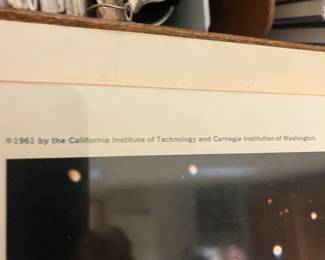 © 1961 by the California Institute of Technology and Carnegie Institution of Washington.